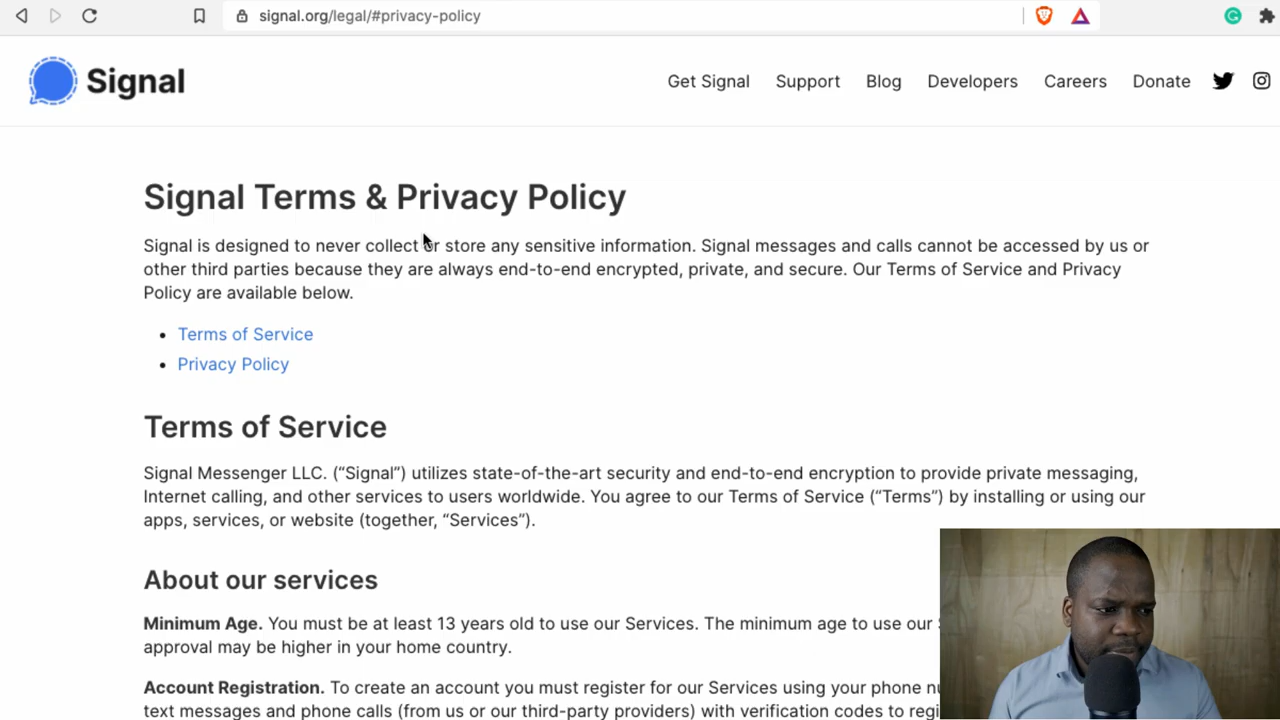 signal.org/legal/#privacy-policy
Signal
Get Signal Support Blog Developers Careers Donate
Signal Terms & Privacy Policy
Signal is designed to never collect or store any sensitive information. Signal messages and calls cannot be accessed by us or
other third parties because they are always end-to-end encrypted, private, and secure. Our Terms of Service and Privacy
Policy are available below.
• Terms of Service
• Privacy Policy
Terms of Service
Signal Messenger LLC. (“Signal”) utilizes state-of-the-art security and end-to-end encryption to provide private messaging,
Internet calling, and other services to users worldwide. You agree to our Terms of Service (“Terms”) by installing or using our
apps, services, or website (together, “Services”).
About our services
Minimum Age. You must be at least 13 years old to use our Services. The minimum age to use our
approval may be higher in your home country.
Account Registration. To create an account you must register for our Services using your phone
text messages and phone calls (from us or our third-party providers) with verification codes to